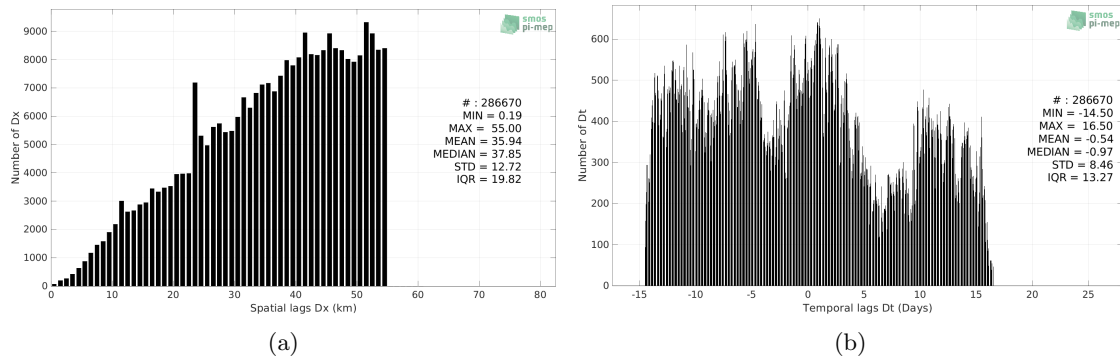 smos
pi-mep
9000
8000
7000
6000
5000
4000
3000
2000
1000
0
Number of Dx
# : 286670
MIN = 0.19
MAX = 55.00
MEAN = 35.94
MEDIAN = 37.85
STD = 12.72
IQR = 19.82
0 10 20 30 40 50 60 70 80
Spatial lags Dx (km)
(a)
smos
pi-mep
600
500
400
300
200
100
0
Number of Dt
# : 286670
MIN = -14.50
MAX = 16.50
MEAN = -0.54
MEDIAN = -0.97
STD = 8.46
IQR = 13.27
-15 -10 -5 0 5 10 15 20 25
Temporal lags Dt (Days)
(b)